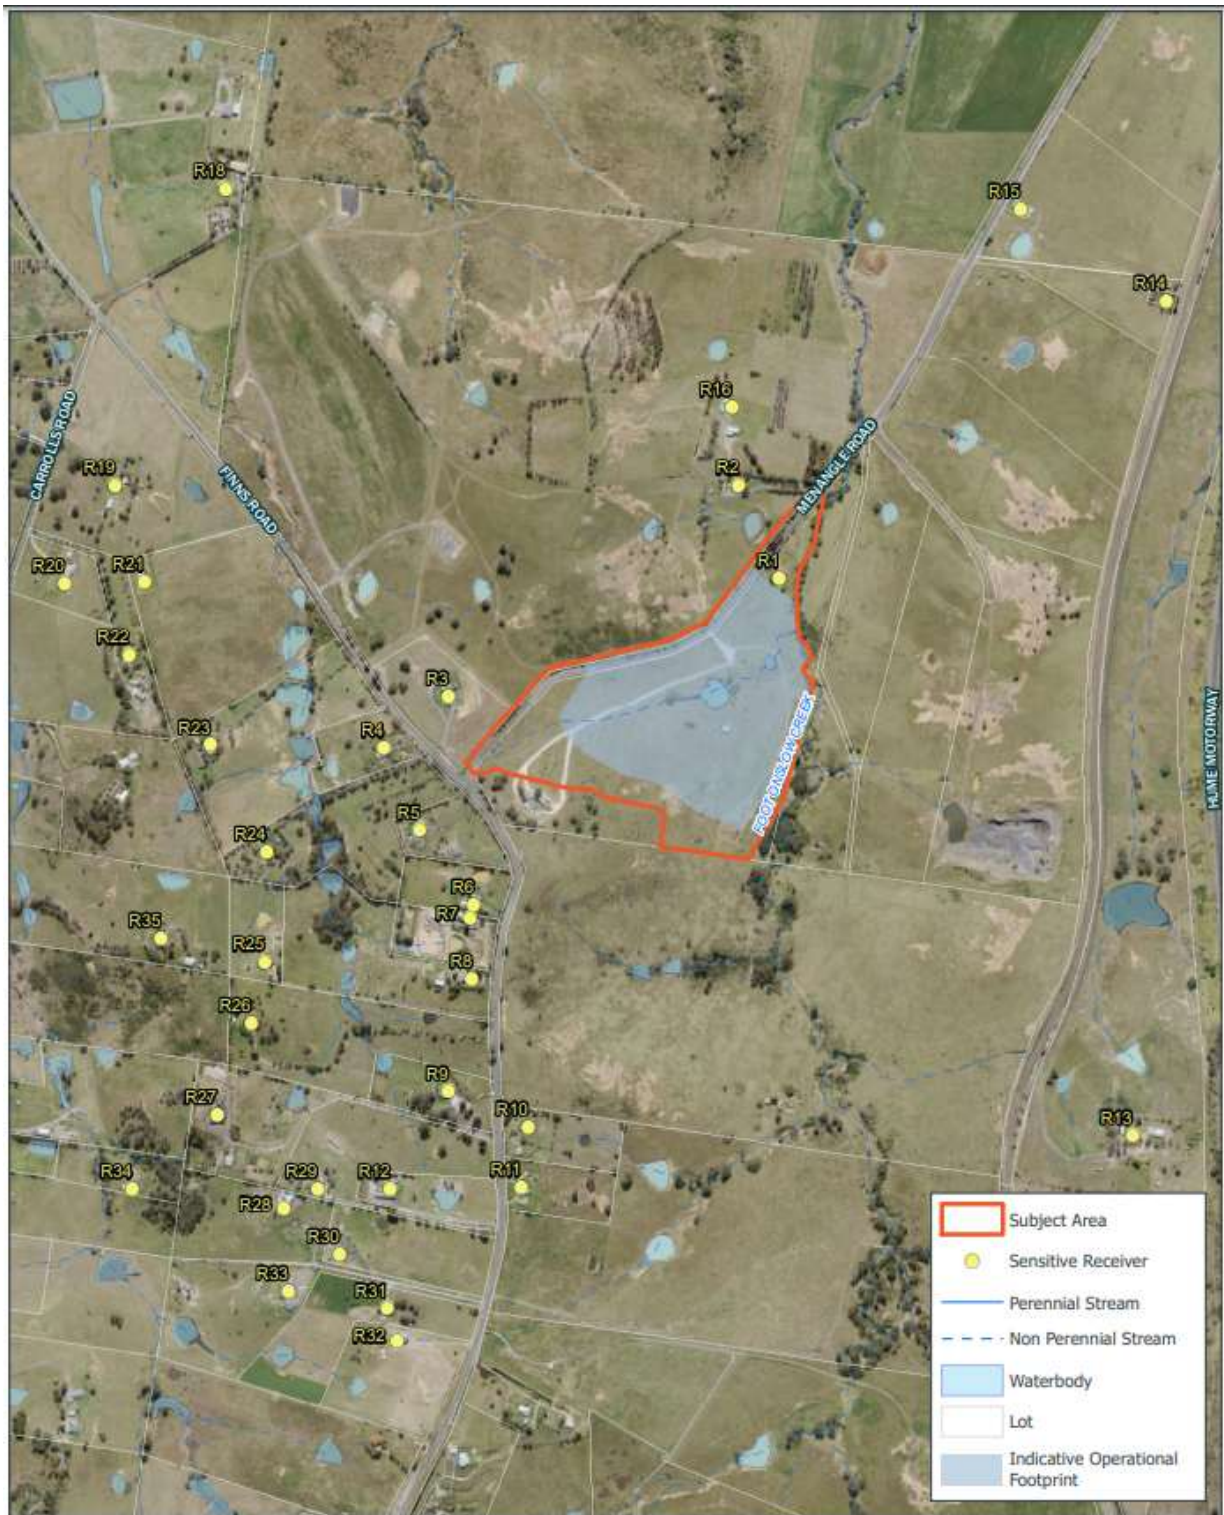 R18
R15
R14
R16
CARROLLS ROAD
R19
FINNS ROAD
R2
MENANGLE ROAD
R20
R21
R1
R22
R3
R23
R4
FOOT ONSLOW CREEK
HUME MOTORWAY
R5
R24
R6
R7
R35
R25
R8
R26
R9
R27
R10
R13
R34
R29
R12
R11
R28
R30
R33
R31
R32
Subject Area
Sensitive Receiver
Perennial Stream
Non Perennial Stream
Waterbody
Lot
Indicative Operational
Footprint